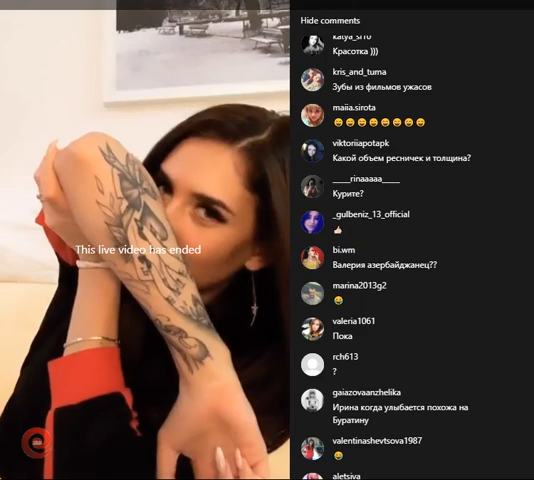 Hide comments
Красотка )))
kris_and_tuma
Зубы из фильмов ужасов
maiia.sirota
😄😄😄😄😄😄😄😄
viktoriiapotapk
Какой объем ресничек и толщина?
_____rinaaaaa_____
Курите?
_gulbeniz_13_official
👍🏻
bi.wm
Валерия азербайджанец??
marina2013g2
😂
valeria1061
Пока
rch613
?
gaiazovaanzhelika
Ирина когда улыбается похожа на
Буратину
valentinashevtsova1987
😂
aletsiva
This live video has ended